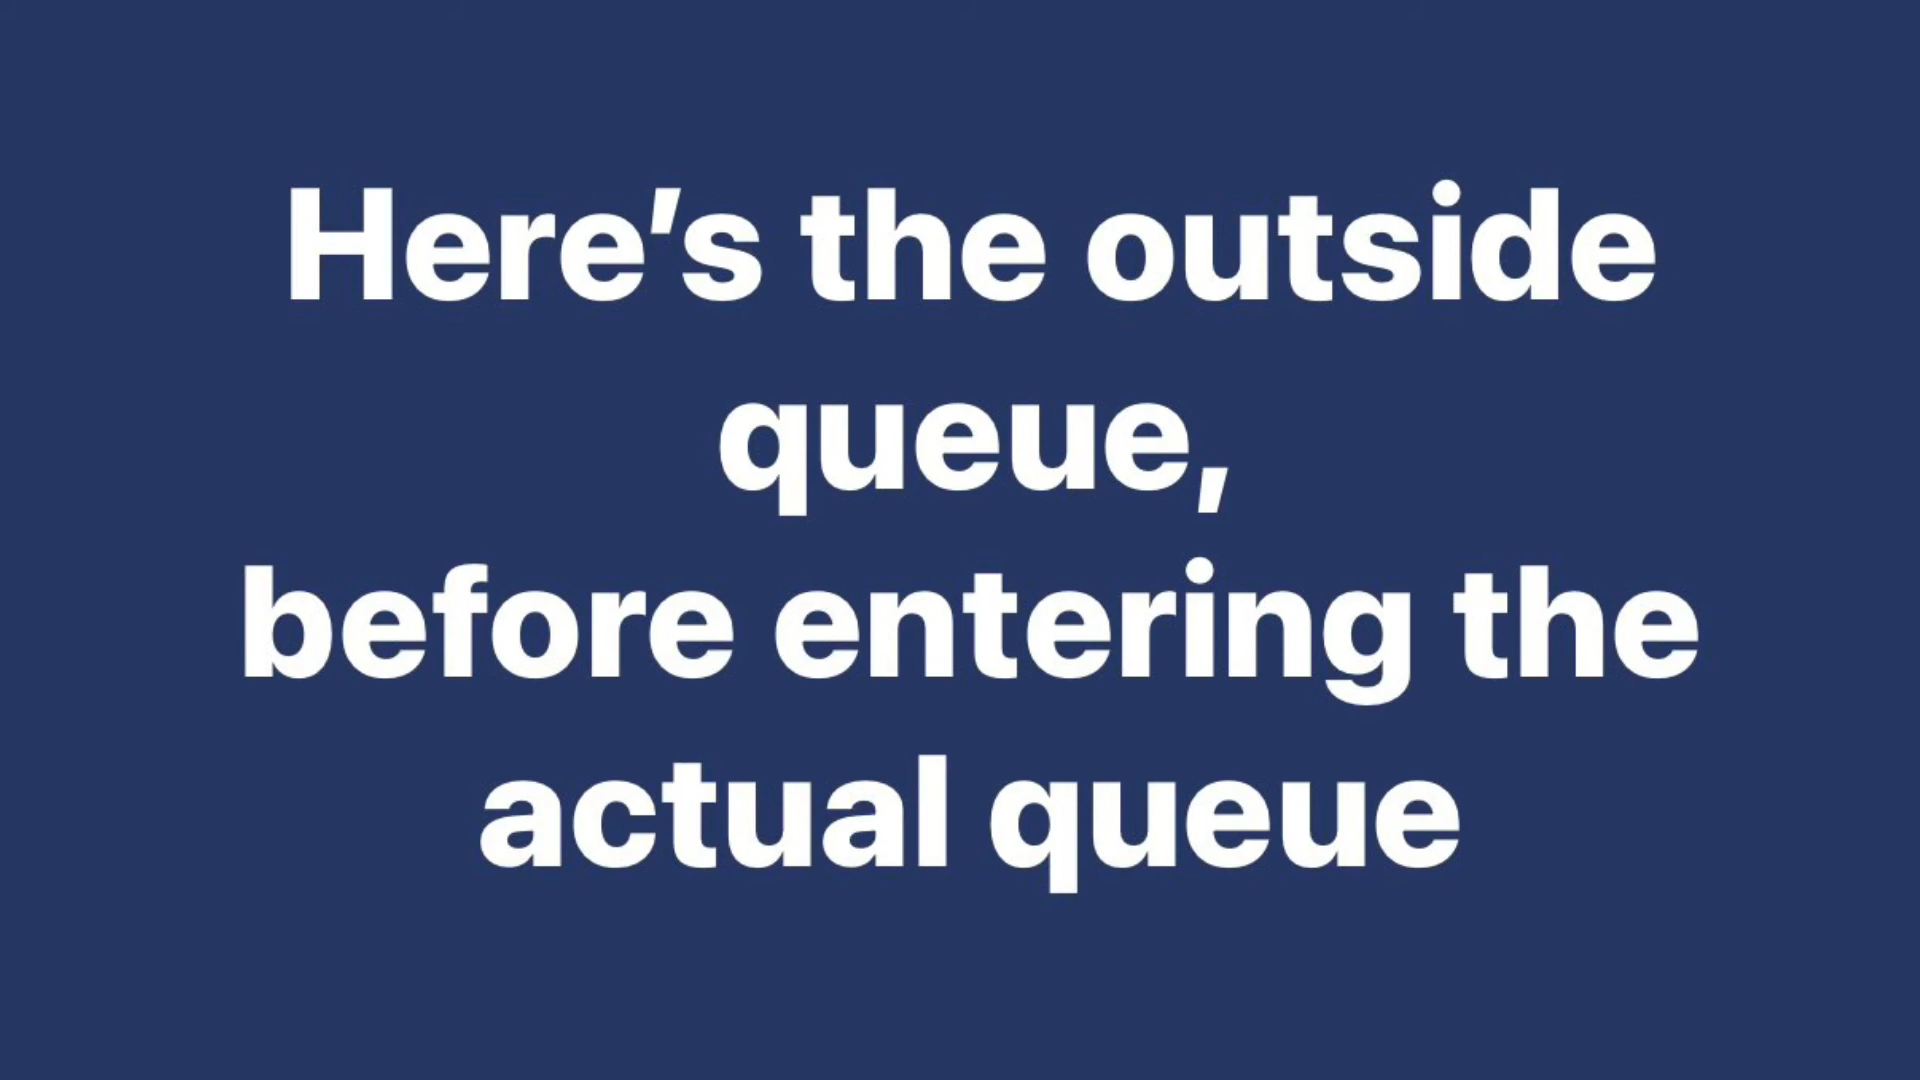 Here’s the outside
queue,
before entering the
actual queue